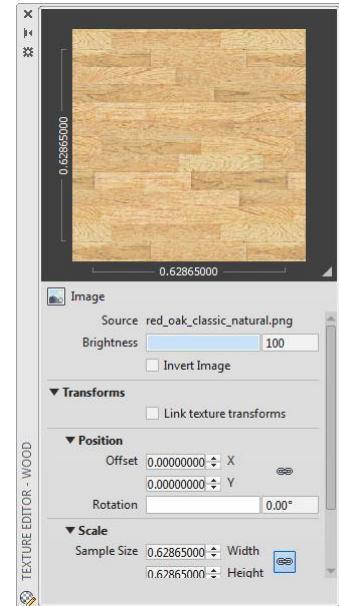 0.62865000
0.62865000
Image
Source red_oak_classic_natural.png
Brightness 100
Invert Image
Transforms
Link texture transforms
Position
Offset 0.00000000 X
0.00000000 Y
Rotation 0.00°
Scale
Sample Size 0.62865000 Width
0.62865000 Height
TEXTURE EDITOR - WOOD